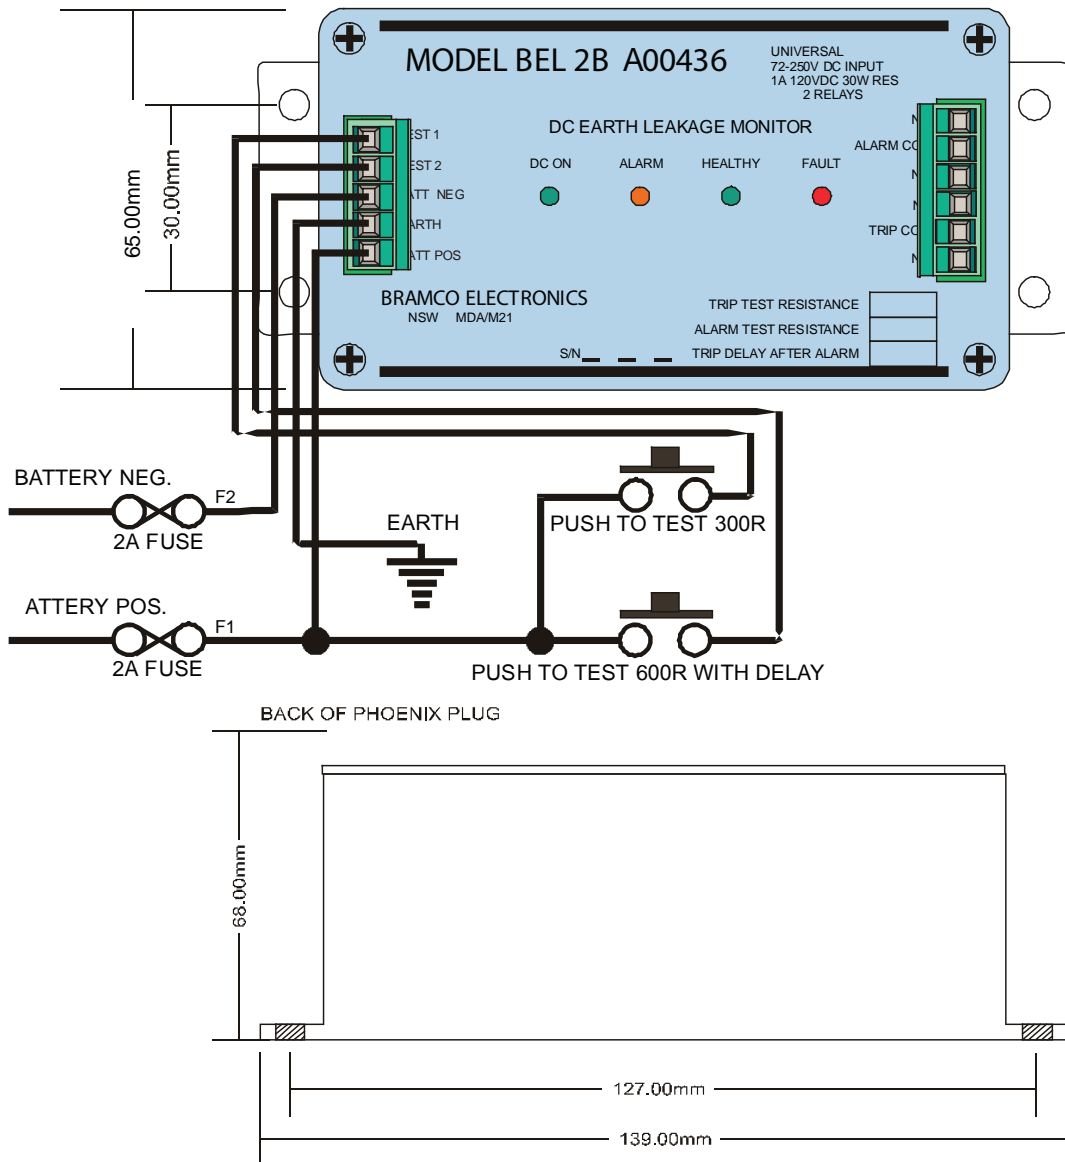 MODEL BEL 2B A00436
UNIVERSAL
72-250V DC INPUT
1A 120VDC 30W RES
2 RELAYS
DC EARTH LEAKAGE MONITOR
DC ON
ALARM
HEALTHY
FAULT
EST 1
EST 2
ATT NEG
ARTH
ATT POS
N
ALARM CO
N
N
TRIP CO
N
BRAMCO ELECTRONICS
NSW MDA/M21
S/N_ _ _
TRIP TEST RESISTANCE
ALARM TEST RESISTANCE
TRIP DELAY AFTER ALARM
65.00mm
30.00mm
BATTERY NEG.
F2
2A FUSE
EARTH
PUSH TO TEST 300R
ATTERY POS.
F1
2A FUSE
PUSH TO TEST 600R WITH DELAY
BACK OF PHOENIX PLUG
68.00mm
127.00mm
139.00mm